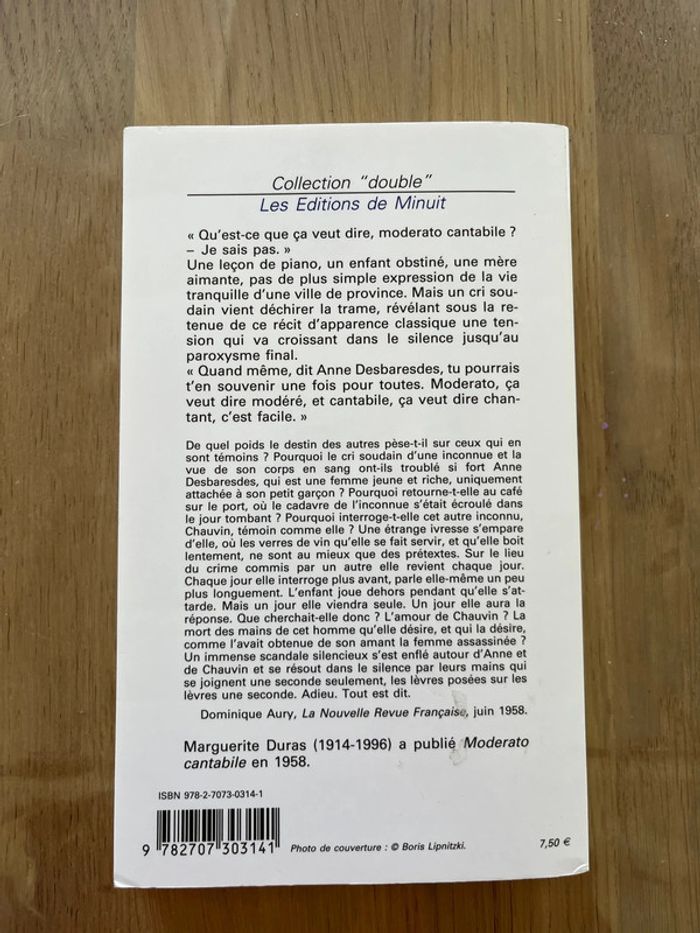 Collection "double"
Les Editions de Minuit
« Qu'est-ce que ça veut dire, moderato cantabile ?
– Je sais pas. »
Une leçon de piano, un enfant obstiné, une mère
aimante, pas de plus simple expression de la vie
tranquille d'une ville de province. Mais un cri sou-
dain vient déchirer la trame, révélant sous la re-
tenue de ce récit d'apparence classique une ten-
sion qui va croissant dans le silence jusqu'au
paroxysme final.
« Quand même, dit Anne Desbaresdes, tu pourrais
t'en souvenir une fois pour toutes. Moderato, ça
veut dire modéré, et cantabile, ça veut dire chan-
tant, c'est facile. »
De quel poids le destin des autres pèse-t-il sur ceux qui en
sont témoins ? Pourquoi le cri soudain d'une inconnue et la
vue de son corps en sang ont-ils troublé si fort Anne
Desbaresdes, qui est une femme jeune et riche, uniquement
attachée à son petit garçon ? Pourquoi retourne-t-elle au café
sur le port, où le cadavre de l'inconnue s'était écroulé dans
le jour tombant ? Pourquoi interroge-t-elle cet autre inconnu,
Chauvin, témoin comme elle ? Une étrange ivresse s'empare
d'elle, où les verres de vin qu'elle se fait servir, et qu'elle boit
lentement, ne sont au mieux que des prétextes. Sur le lieu
du crime commis par un autre elle revient chaque jour.
Chaque jour elle interroge plus avant, parle elle-même un peu
plus longuement. L'enfant joue dehors pendant qu'elle s'at-
tarde. Mais un jour elle viendra seule. Un jour elle aura la
réponse. Que cherchait-elle donc ? L'amour de Chauvin ? La
mort des mains de cet homme qu'elle désire, et qui la désire,
comme l'avait obtenue de son amant la femme assassinée ?
Un immense scandale silencieux s'est enflé autour d'Anne et
de Chauvin et se résout dans le silence par leurs mains qui
se joignent une seconde seulement, les lèvres posées sur les
lèvres une seconde. Adieu. Tout est dit.
Dominique Aury, La Nouvelle Revue Française, juin 1958.
Marguerite Duras (1914-1996) a publié Moderato
cantabile en 1958.
ISBN 978-2-7073-0314-1
9 782707 303141
Photo de couverture : © Boris Lipnitzki.
7,50 €